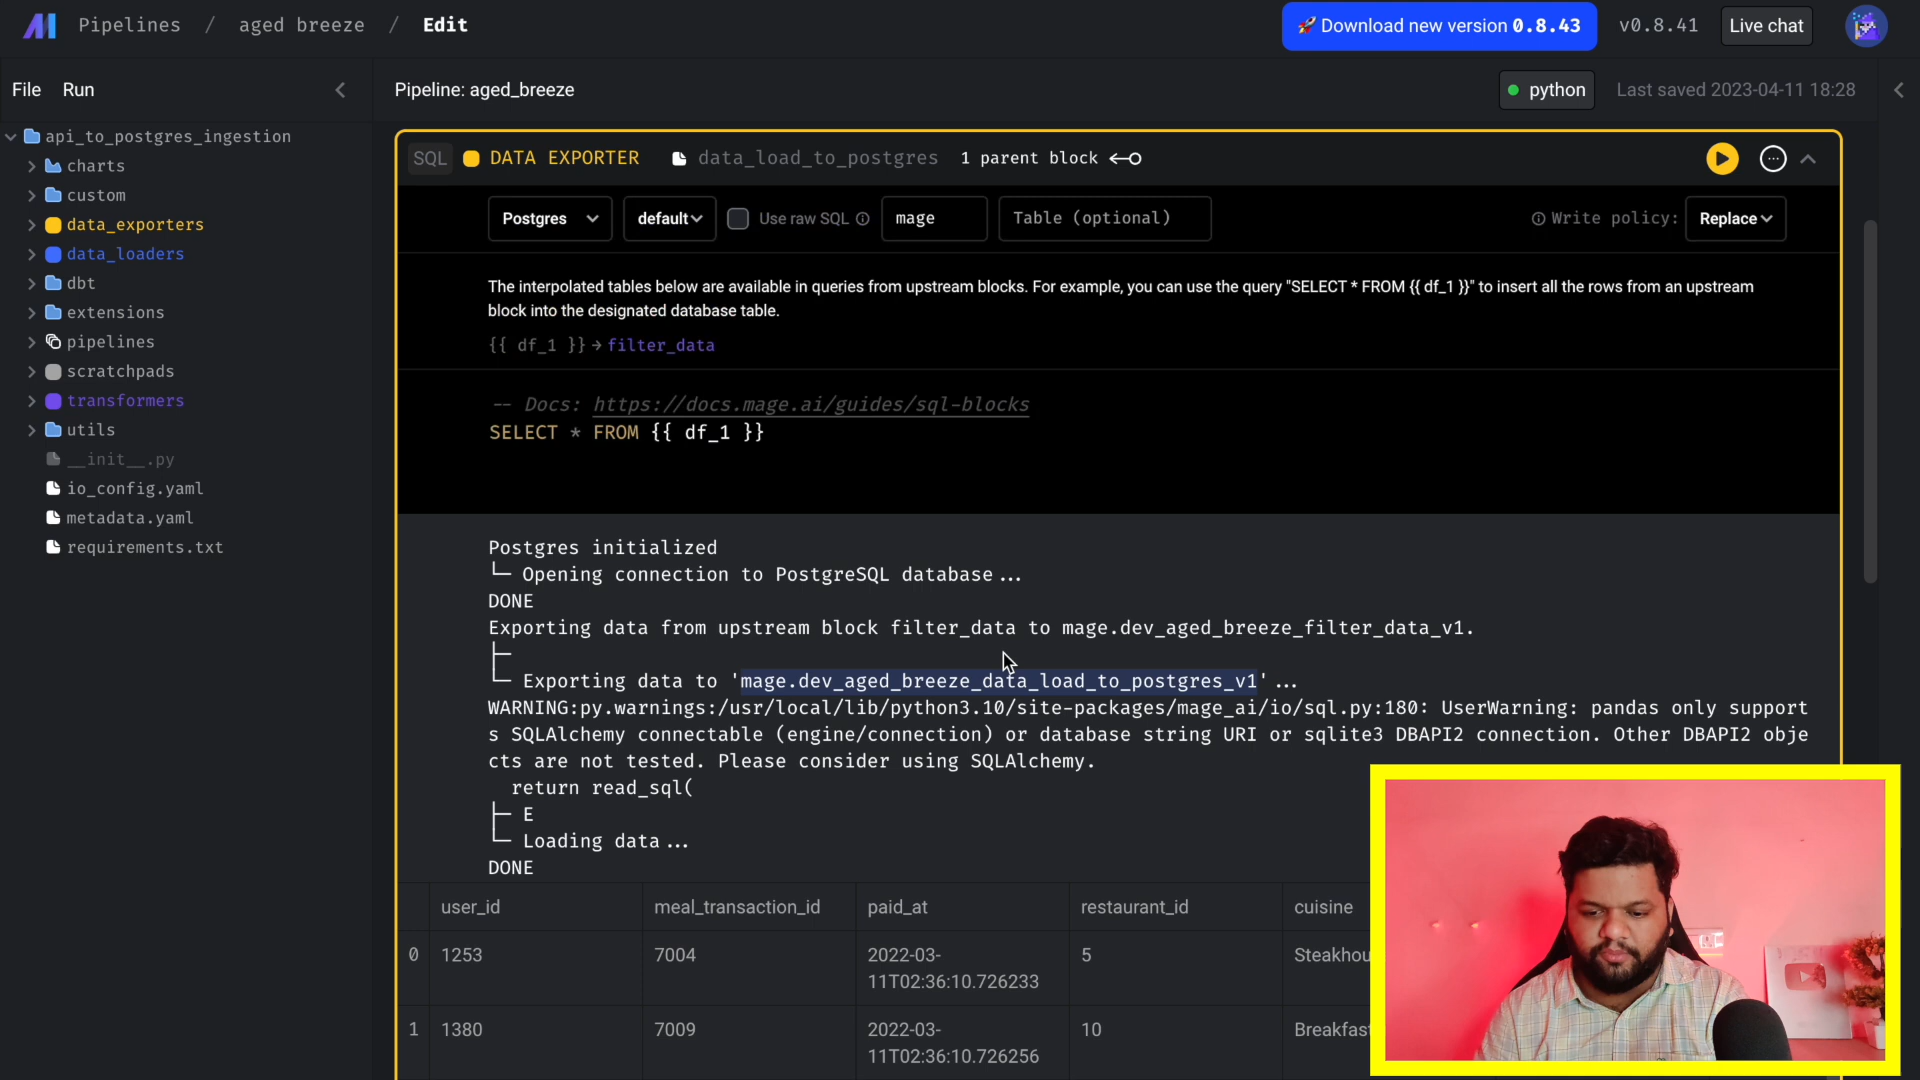 Pipelines / aged breeze / Edit
Download new version 0.8.43
v0.8.41
Live chat
File Run
Pipeline: aged_breeze
python
Last saved 2023-04-11 18:28
api_to_postgres_ingestion
charts
custom
data_exporters
data_loaders
dbt
extensions
pipelines
scratchpads
transformers
utils
__init__.py
io_config.yaml
metadata.yaml
requirements.txt
SQL DATA EXPORTER data_load_to_postgres 1 parent block
Postgres default Use raw SQL mage Table (optional) Write policy: Replace
The interpolated tables below are available in queries from upstream blocks. For example, you can use the query "SELECT * FROM {{ df_1 }}" to insert all the rows from an upstream
block into the designated database table.
{{ df_1 }} → filter_data
-- Docs: https://docs.mage.ai/guides/sql-blocks
SELECT * FROM {{ df_1 }}
Postgres initialized
└─ Opening connection to PostgreSQL database...
DONE
Exporting data from upstream block filter_data to mage.dev_aged_breeze_filter_data_v1.
├─
└─ Exporting data to 'mage.dev_aged_breeze_data_load_to_postgres_v1'...
WARNING:py.warnings:/usr/local/lib/python3.10/site-packages/mage_ai/io/sql.py:180: UserWarning: pandas only support
s SQLAlchemy connectable (engine/connection) or database string URI or sqlite3 DBAPI2 connection. Other DBAPI2 obje
cts are not tested. Please consider using SQLAlchemy.
return read_sql(
├─ E
└─ Loading data...
DONE
user_id meal_transaction_id paid_at restaurant_id cuisine
0 1253 7004 2022-03-
11T02:36:10.726233 5 Steakhou
1 1380 7009 2022-03-
11T02:36:10.726256 10 Breakfas